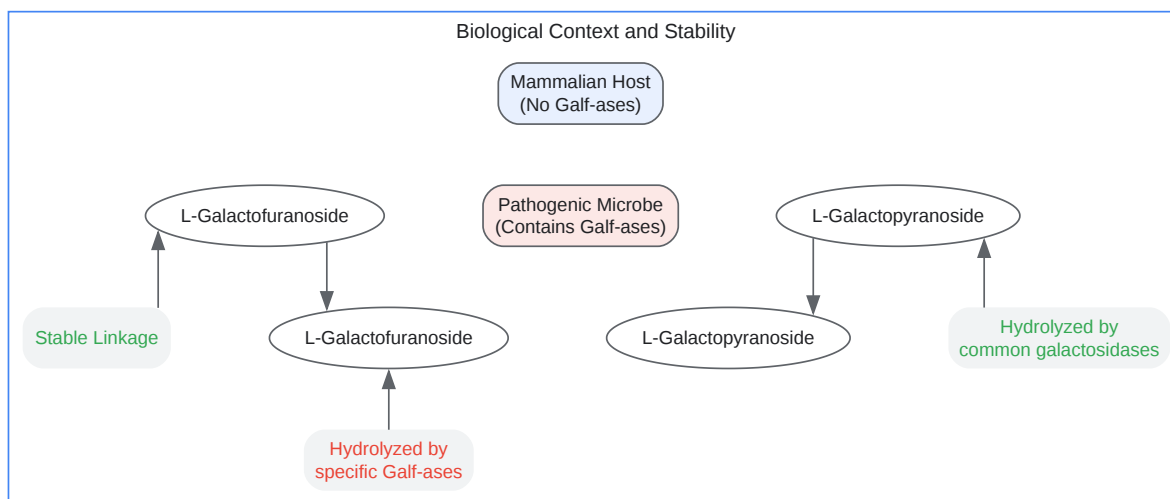 Biological Context and Stability
Mammalian Host
(No Galf-ases)
L-Galactofuranoside
Pathogenic Microbe
(Contains Galf-ases)
L-Galactopyranoside
Stable Linkage
L-Galactofuranoside
L-Galactopyranoside
Hydrolyzed by
common galactosidases
Hydrolyzed by
specific Galf-ases